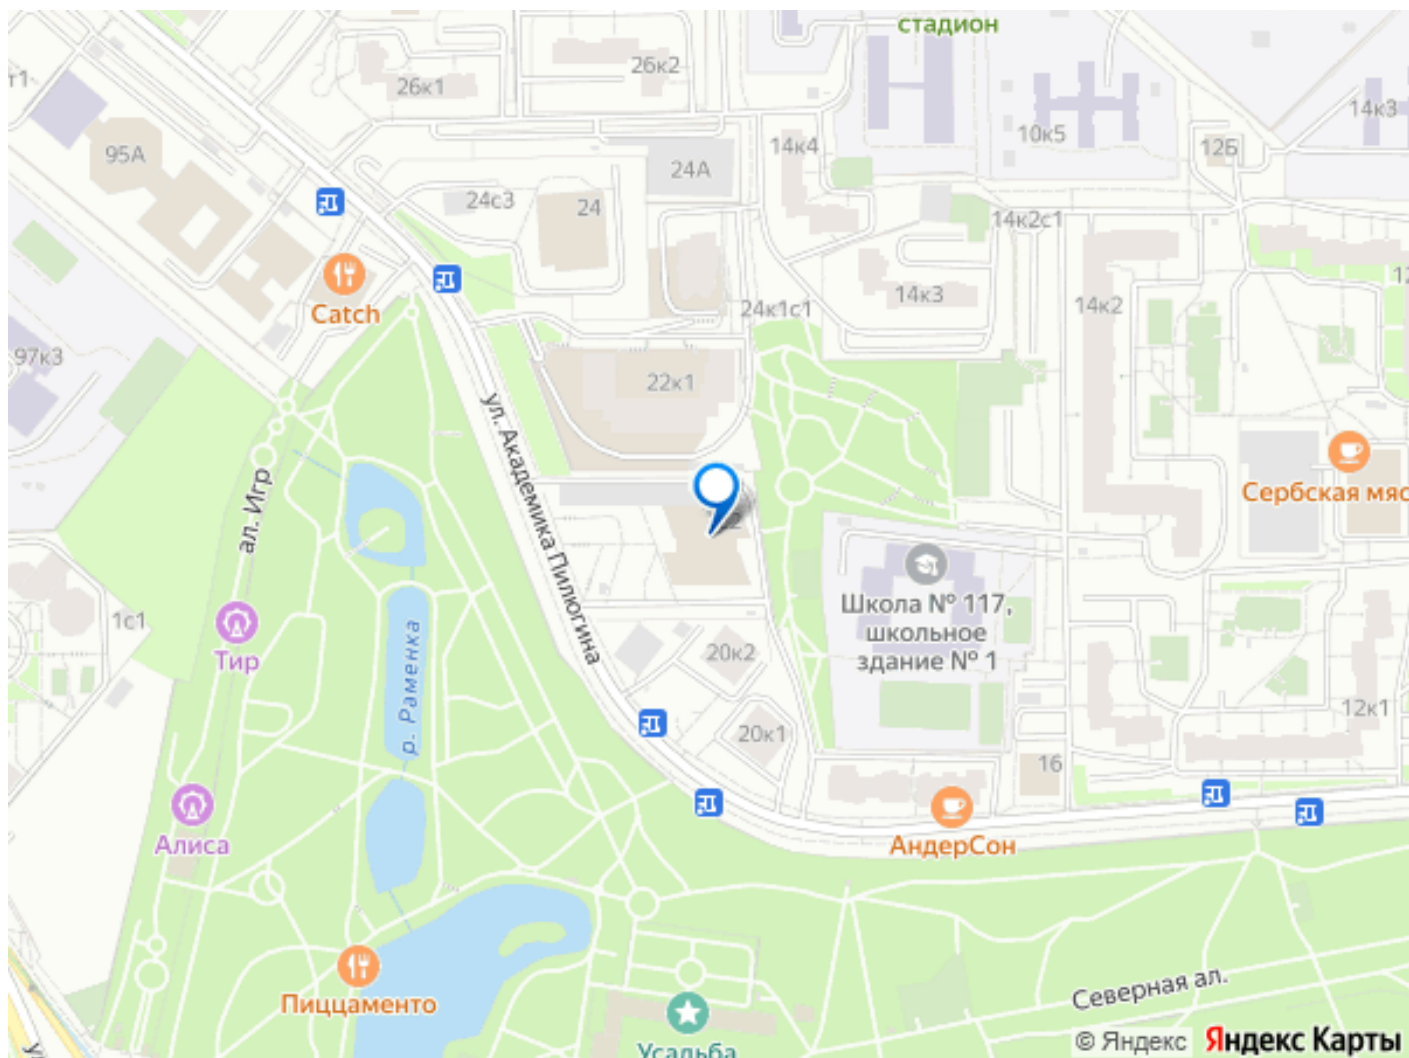 стадион
26к2
26к1
14к3
10к5
14к4
12Б
95А
24А
24с3
24
14к2с1
14к3
14к2
24к1с1
Catch
97к3
22к1
ул. Академика Пилюгина
ал. Игр
Сербская мяс
Школа № 117,
школьное
здание № 1
1с1
Тир
р. Раменка
20к2
20к1
12к1
16
Алиса
АндерСон
Пиццаменто
Северная ал.
Усадьба
© Яндекс Яндекс Карты